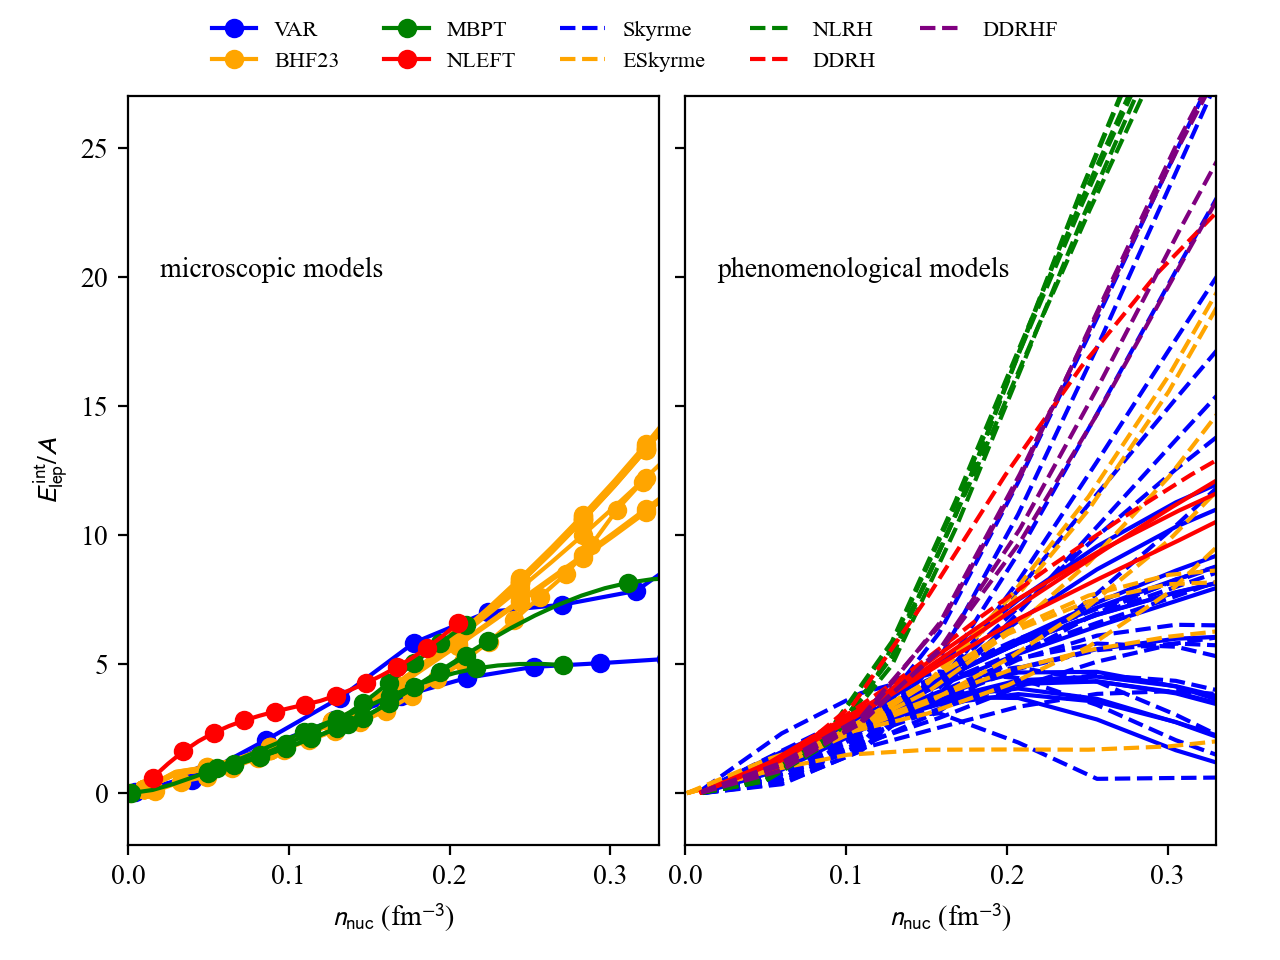 VAR MBPT Skyrme NLRH DDRHF
BHF23 NLEFT ESkyrme DDRH
microscopic models
phenomenological models
E_lep^int/A
25
20
15
10
5
0
0.0 0.1 0.2 0.3
0.0 0.1 0.2 0.3
n_nuc (fm⁻³)
n_nuc (fm⁻³)